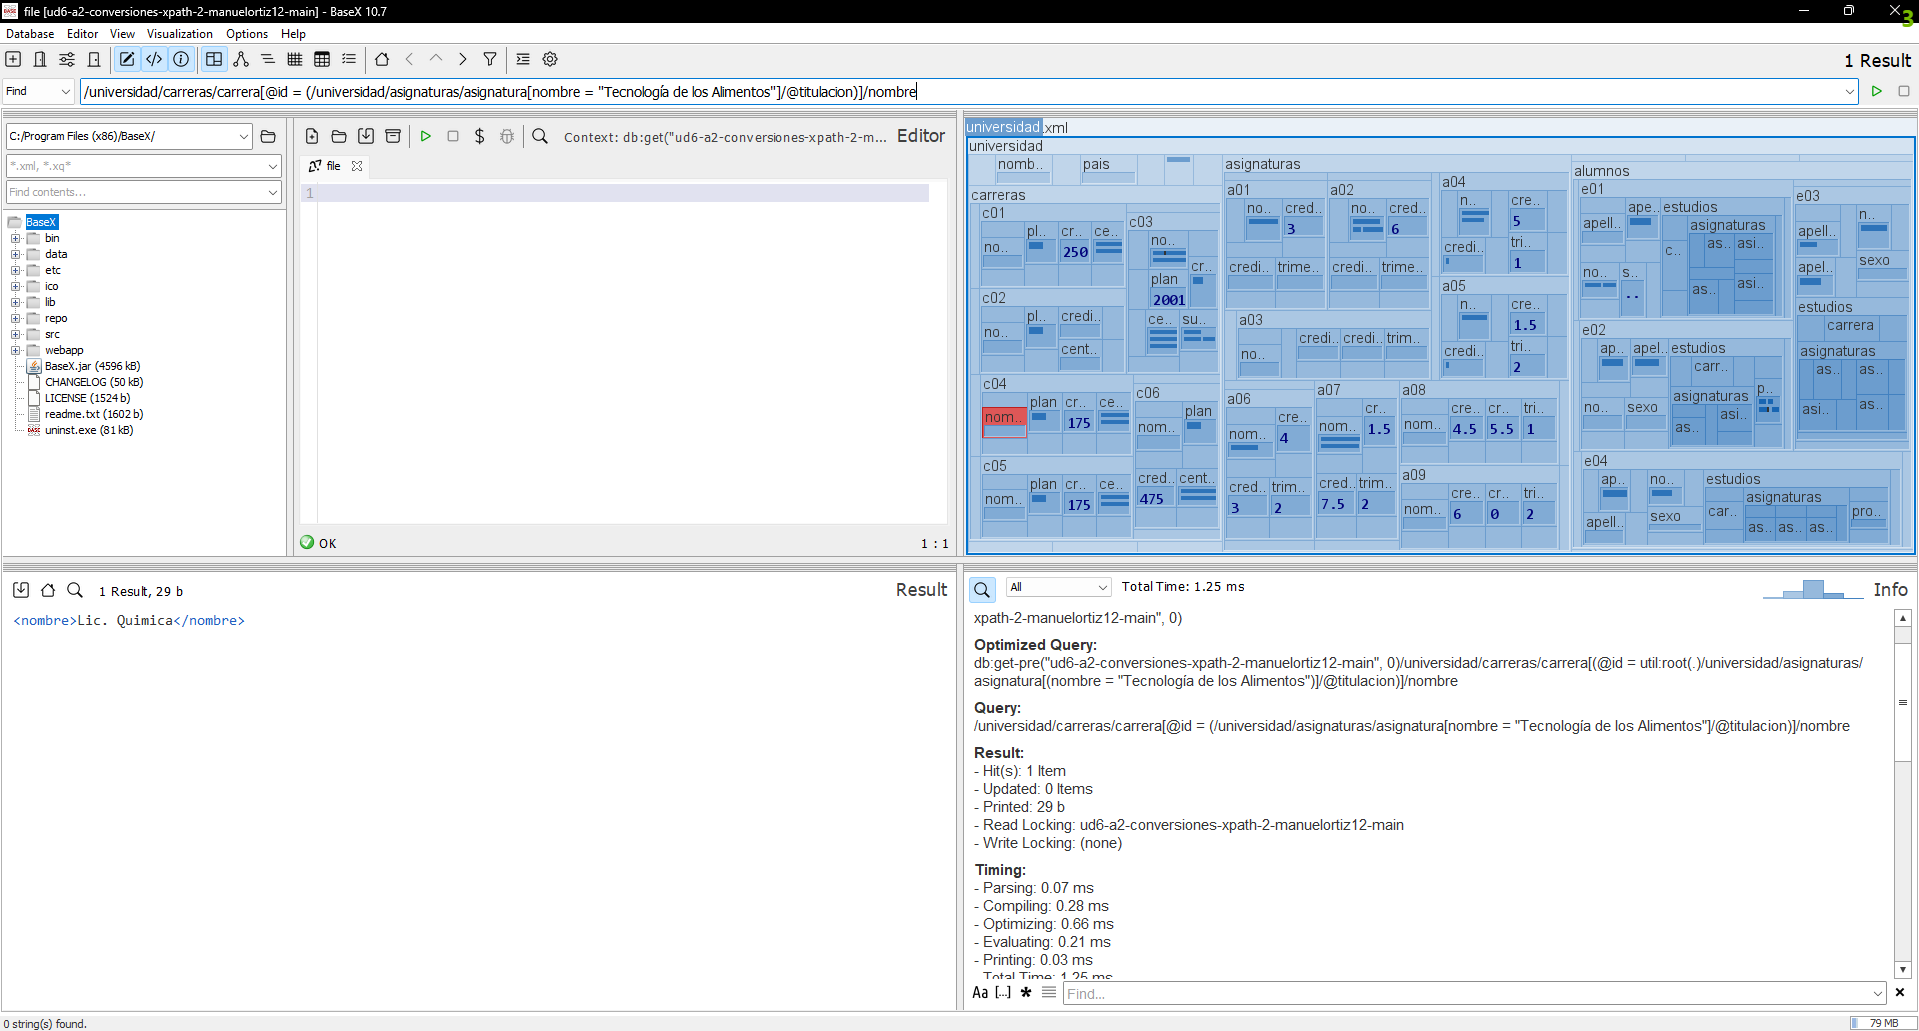 file [ud6-a2-conversiones-xpath-2-manuelortiz12-main] - BaseX 10.7
3
Database Editor View Visualization Options Help
1 Result
Find
/universidad/carreras/carrera[@id = (/universidad/asignaturas/asignatura[nombre = "Tecnología de los Alimentos"]/@titulacion)]/nombre
C:/Program Files (x86)/BaseX/
*.xml, *.xq*
Find contents...
BaseX
bin
data
etc
ico
lib
repo
src
webapp
BaseX.jar (4596 kB)
CHANGELOG (50 kB)
LICENSE (1524 b)
readme.txt (1602 b)
uninst.exe (81 kB)
Context: db:get("ud6-a2-conversiones-xpath-2-m...
Editor
file
1
OK
1 : 1
universidad.xml
universidad
nomb..
pais
carreras
c01
no..
pl..
cr..
250
ce..
c02
no..
pl..
credi..
cent..
c03
no..
plan
2001
cr..
ce..
su..
c04
nom..
plan
cr..
175
ce..
c05
nom..
plan
cr..
175
ce..
c06
nom..
plan
cred..
475
cent..
asignaturas
a01
no..
cred..
3
credi..
trime..
a02
no..
cred..
6
credi..
trime..
a03
no..
credi..
credi..
trim..
a04
n..
cre..
5
credi..
tri..
1
a05
n..
cre..
1.5
credi..
tri..
2
a06
nom..
cre..
4
cred..
3
trim..
2
a07
nom..
cr..
1.5
cred..
7.5
trim..
2
a08
nom..
cre..
4.5
cr..
5.5
tri..
1
a09
nom..
cre..
6
cr..
0
tri..
2
alumnos
e01
apell..
ape..
no..
s..
..
estudios
c..
asignaturas
as..
asi..
as..
asi..
e02
ap..
apel..
no..
sexo
estudios
carr..
asignaturas
as..
asi..
p..
e03
apell..
n..
apel..
sexo
estudios
carrera
asignaturas
as..
as..
asi..
as..
e04
ap..
no..
apell..
sexo
estudios
car..
asignaturas
as..
as..
as..
pro..
1 Result, 29 b
Result
<nombre>Lic. Quimica</nombre>
All
Total Time: 1.25 ms
Info
xpath-2-manuelortiz12-main", 0)
Optimized Query:
db:get-pre("ud6-a2-conversiones-xpath-2-manuelortiz12-main", 0)/universidad/carreras/carrera[(@id = util:root(.)/universidad/asignaturas/
asignatura[(nombre = "Tecnología de los Alimentos")]/@titulacion)]/nombre
Query:
/universidad/carreras/carrera[@id = (/universidad/asignaturas/asignatura[nombre = "Tecnología de los Alimentos"]/@titulacion)]/nombre
Result:
- Hit(s): 1 Item
- Updated: 0 Items
- Printed: 29 b
- Read Locking: ud6-a2-conversiones-xpath-2-manuelortiz12-main
- Write Locking: (none)
Timing:
- Parsing: 0.07 ms
- Compiling: 0.28 ms
- Optimizing: 0.66 ms
- Evaluating: 0.21 ms
- Printing: 0.03 ms
Total Time: 1.25 ms
Aa [...] *
Find...
0 string(s) found.
79 MB